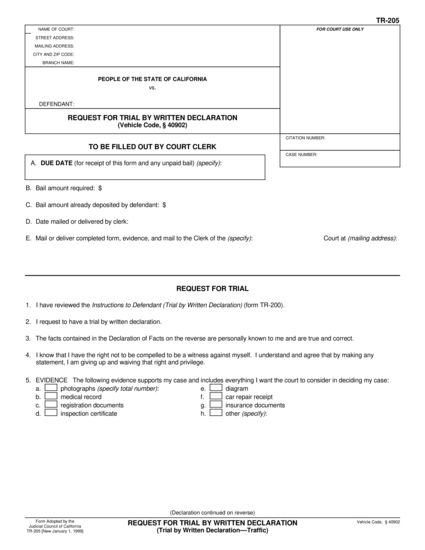 TR-205
NAME OF COURT:
STREET ADDRESS:
MAILING ADDRESS:
CITY AND ZIP CODE:
BRANCH NAME:
FOR COURT USE ONLY
PEOPLE OF THE STATE OF CALIFORNIA
vs.
DEFENDANT:
REQUEST FOR TRIAL BY WRITTEN DECLARATION
(Vehicle Code, § 40902)
TO BE FILLED OUT BY COURT CLERK
CITATION NUMBER:
CASE NUMBER:
A. DUE DATE (for receipt of this form and any unpaid bail) (specify):
B. Bail amount required: $
C. Bail amount already deposited by defendant: $
D. Date mailed or delivered by clerk:
E. Mail or deliver completed form, evidence, and mail to the Clerk of the (specify): Court at (mailing address):
REQUEST FOR TRIAL
1. I have reviewed the Instructions to Defendant (Trial by Written Declaration) (form TR-200).
2. I request to have a trial by written declaration.
3. The facts contained in the Declaration of Facts on the reverse are personally known to me and are true and correct.
4. I know that I have the right not to be compelled to be a witness against myself. I understand and agree that by making any
statement, I am giving up and waiving that right and privilege.
5. EVIDENCE The following evidence supports my case and includes everything I want the court to consider in deciding my case:
a. photographs (specify total number): e. diagram
b. medical record f. car repair receipt
c. registration documents g. insurance documents
d. inspection certificate h. other (specify):
(Declaration continued on reverse)
Form Adopted by the
Judicial Council of California
TR-205 [New January 1, 1999]
REQUEST FOR TRIAL BY WRITTEN DECLARATION
(Trial by Written Declaration—Traffic)
Vehicle Code, § 40902